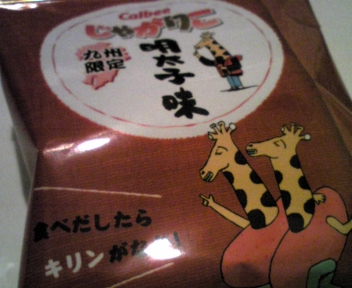 Calbee
じゃがりこ
九州
限定
明太子味
食べだしたら
キリンがない!